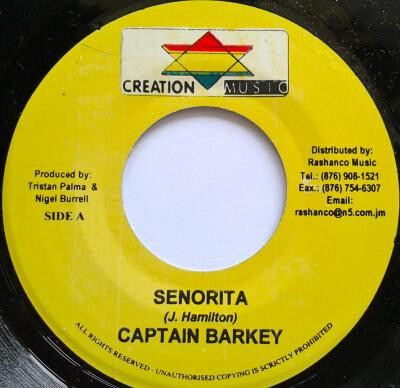 CREATION MUSIC
Produced by:
Tristan Palma &
Nigel Burrell
SIDE A
Distributed by:
Rashanco Music
Tel.: (876) 908-1521
Eax.: (876) 754-6307
Email:
rashanco@n5.com.jm
SENORITA
(J. Hamilton)
CAPTAIN BARKEY
ALL RIGHTS RESERVED - UNAUTHORISED COPYING IS SCRICTLY PROHIBITED